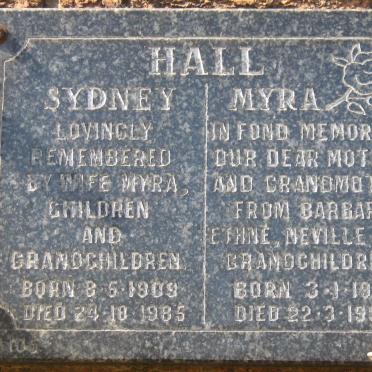 HALL
SYDNEY
LOVINGLY
REMEMBERED
BY WIFE MYRA,
CHILDREN
AND
GRANDCHILDREN.
BORN 8-5-1909
DIED 24-10-1985
MYRA
IN FOND MEMOR
OUR DEAR MOT
AND GRANDMOT
FROM BARBAR
ETHNE, NEVILLE
GRANDCHILDRE
BORN 3-1-19
DIED 22-3-19